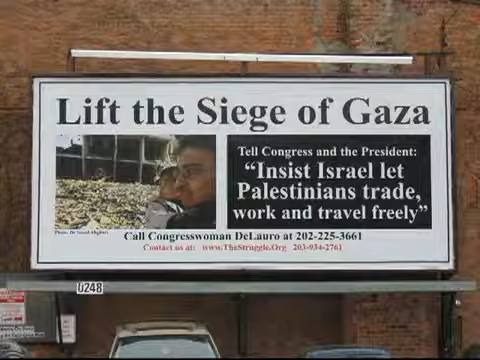 Lift the Siege of Gaza
Tell Congress and the President:
“Insist Israel let
Palestinians trade,
work and travel freely”
Call Congresswoman DeLauro at 202-225-3661
Contact us at: www.TheStruggle.Org 203-934-2761
0248